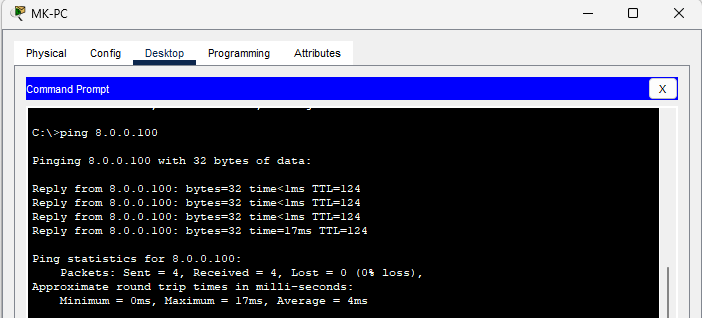 MK-PC
Physical Config Desktop Programming Attributes
Command Prompt X
C:\>ping 8.0.0.100
Pinging 8.0.0.100 with 32 bytes of data:
Reply from 8.0.0.100: bytes=32 time<1ms TTL=124
Reply from 8.0.0.100: bytes=32 time<1ms TTL=124
Reply from 8.0.0.100: bytes=32 time<1ms TTL=124
Reply from 8.0.0.100: bytes=32 time=17ms TTL=124
Ping statistics for 8.0.0.100:
Packets: Sent = 4, Received = 4, Lost = 0 (0% loss),
Approximate round trip times in milli-seconds:
Minimum = 0ms, Maximum = 17ms, Average = 4ms